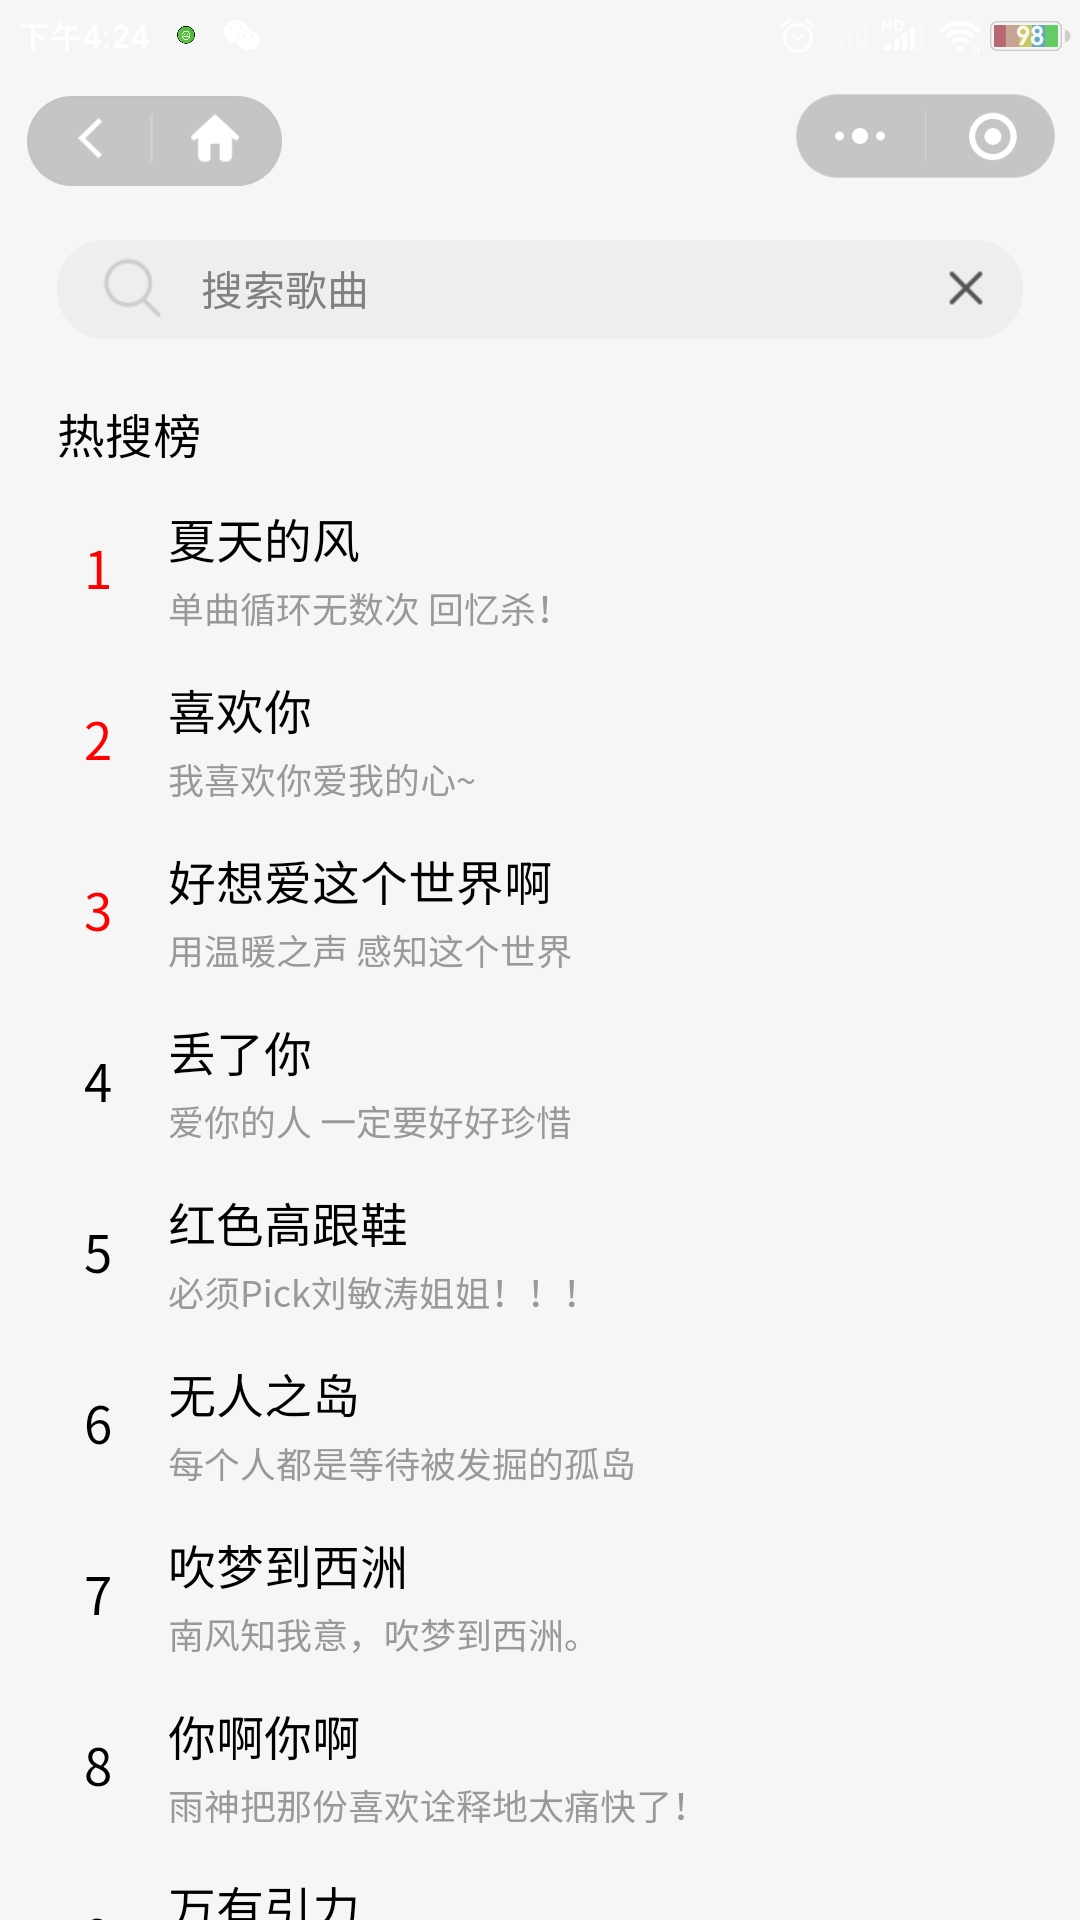 下午4:24
HD
98
搜索歌曲
热搜榜
1
夏天的风
单曲循环无数次 回忆杀！
2
喜欢你
我喜欢你爱我的心~
3
好想爱这个世界啊
用温暖之声 感知这个世界
4
丢了你
爱你的人 一定要好好珍惜
5
红色高跟鞋
必须Pick刘敏涛姐姐！！！
6
无人之岛
每个人都是等待被发掘的孤岛
7
吹梦到西洲
南风知我意，吹梦到西洲。
8
你啊你啊
雨神把那份喜欢诠释地太痛快了！
万有引力